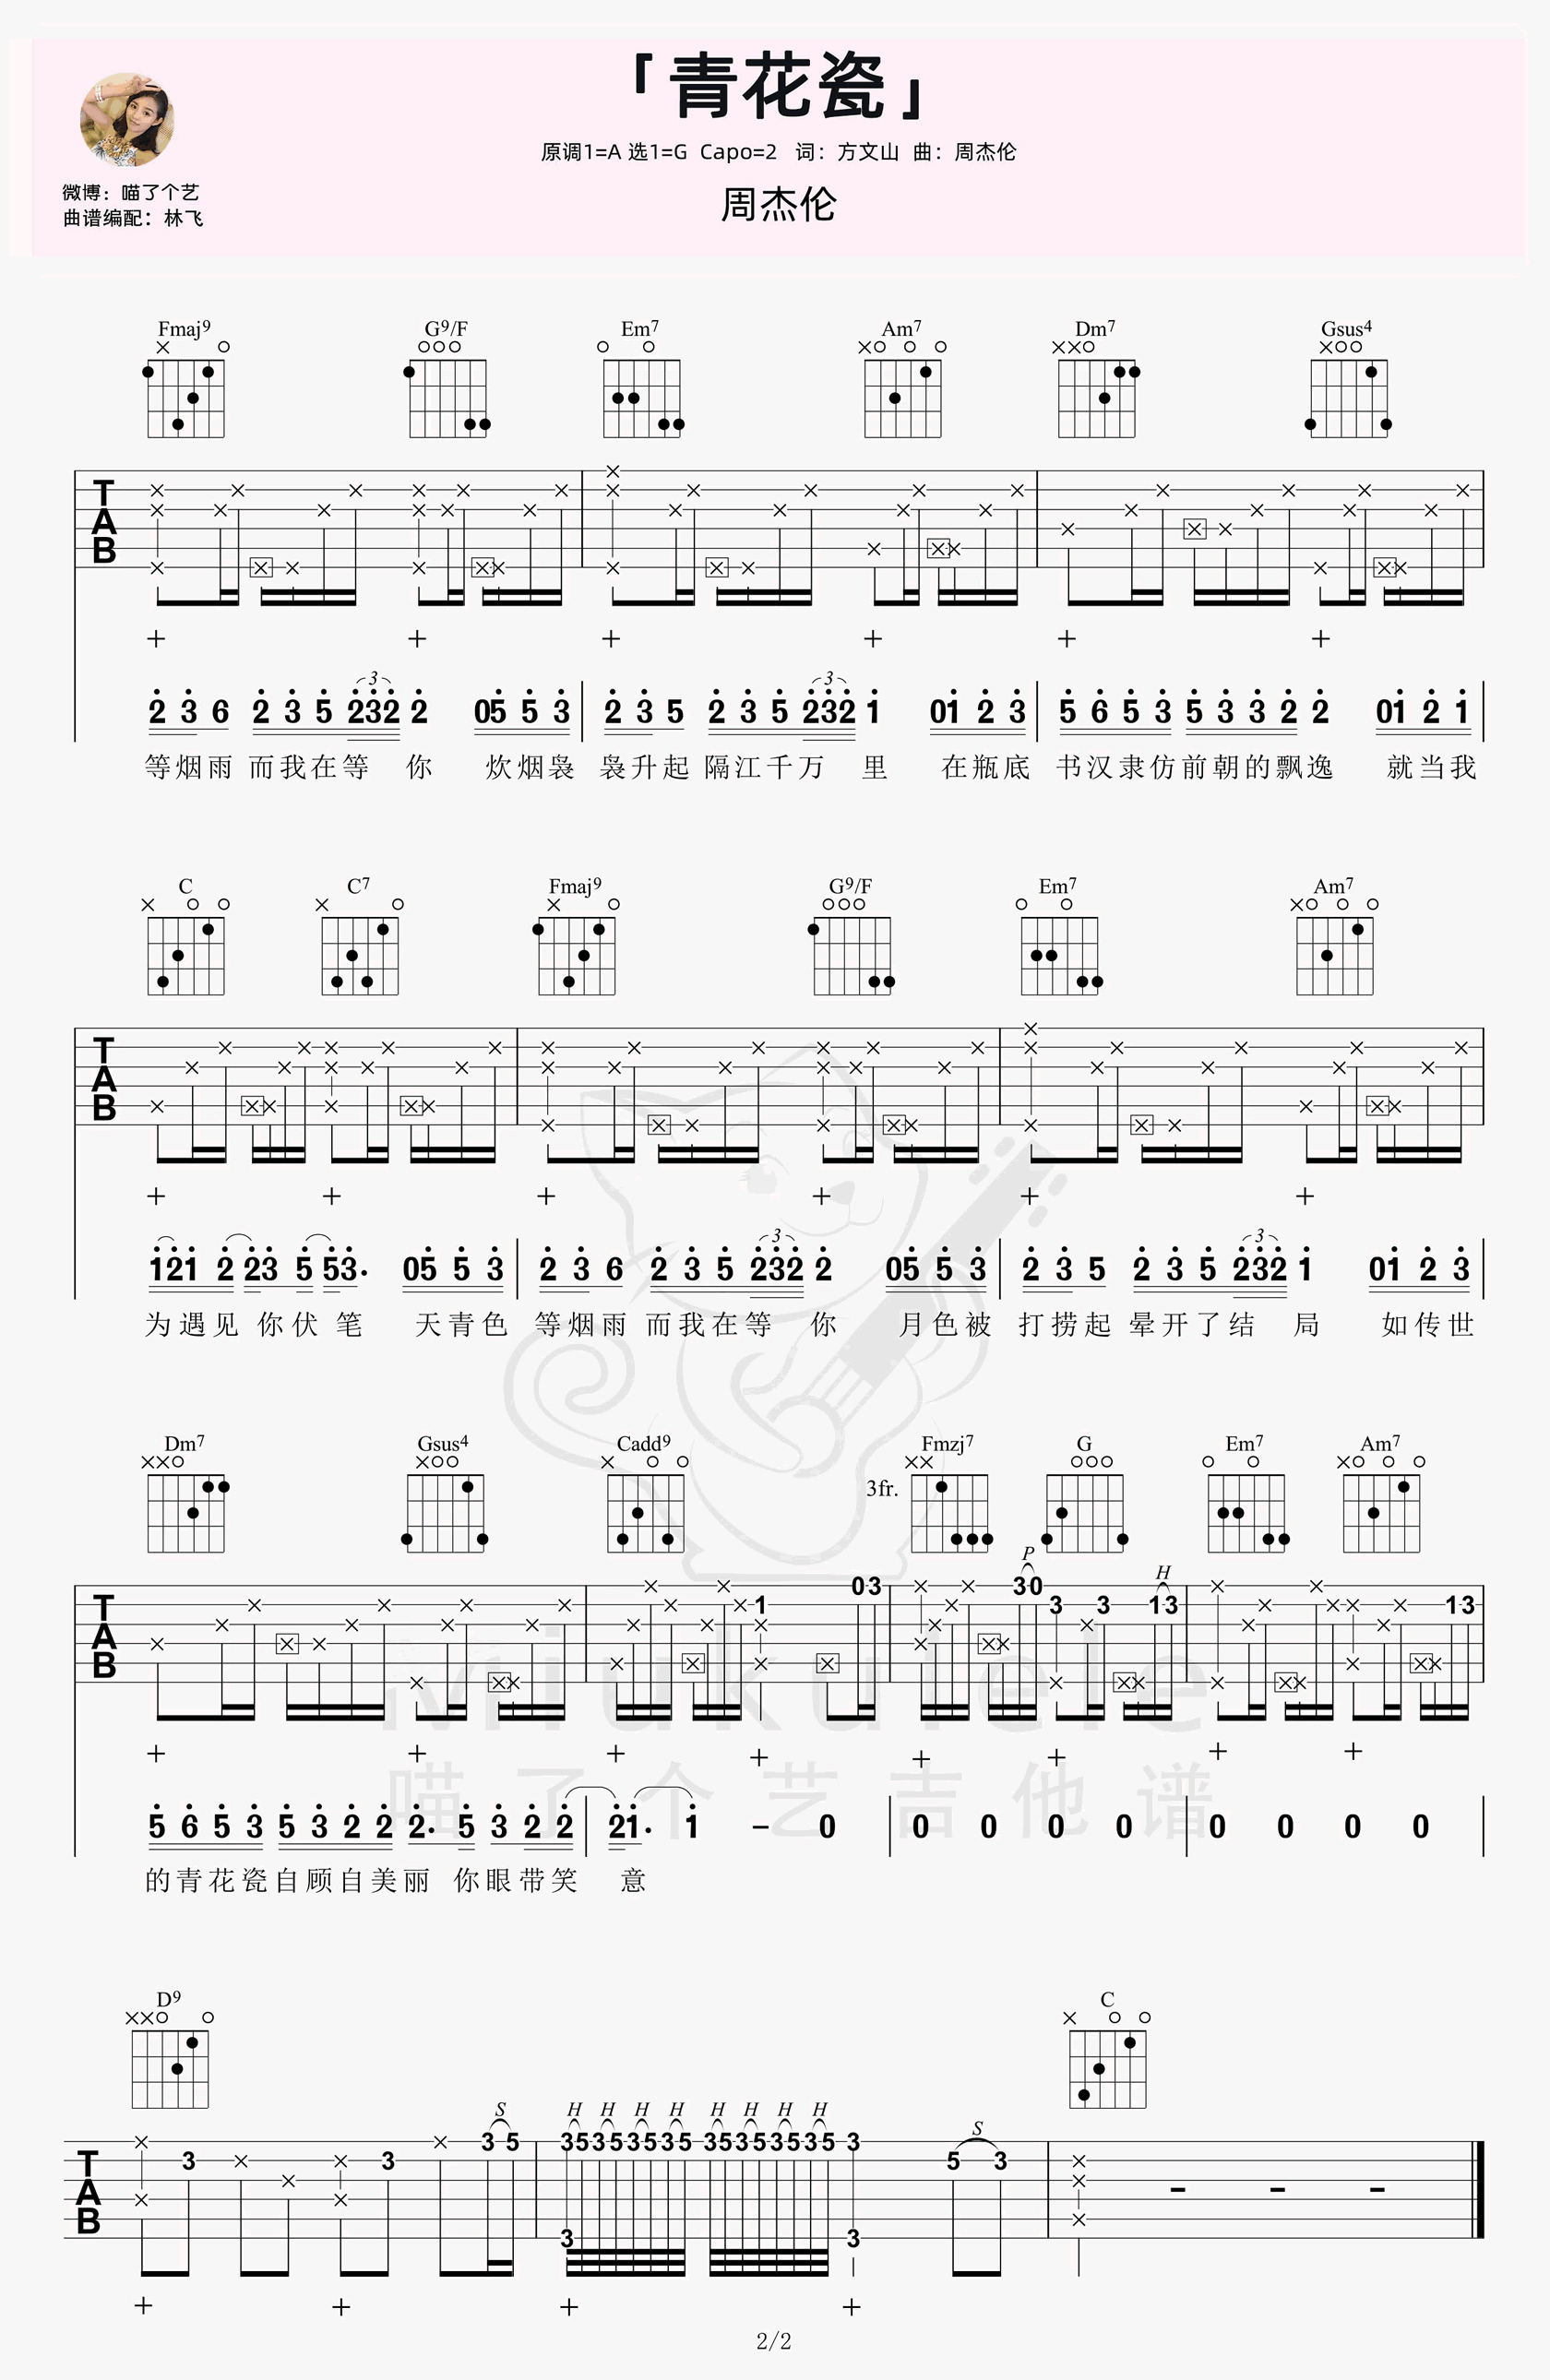 「青花瓷」
原调1=A 选1=G Capo=2 词：方文山 曲：周杰伦
周杰伦
微博：喵了个艺
曲谱编配：林飞
Fmaj9 G9/F Em7 Am7 Dm7 Gsus4
T
A
B
+ + + + + +
3 3
2 3 6 2 3 5 232 2 05 5 3 2 3 5 2 3 5 232 1 01 2 3 5 6 5 3 5 3 3 2 2 01 2 1
等烟雨 而我在等 你 炊烟袅 袅升起 隔江千万 里 在瓶底 书汉隶仿前朝的飘逸 就当我
C C7 Fmaj9 G9/F Em7 Am7
T
A
B
+ + + + + +
3 3
121 2 23 5 53. 05 5 3 2 3 6 2 3 5 232 2 05 5 3 2 3 5 2 3 5 232 1 01 2 3
为遇见 你伏 笔 天青色 等烟雨 而我在等 你 月色被 打捞起 晕开了结 局 如传世
Dm7 Gsus4 Cadd9 Fmzj7 G Em7 Am7
3fr.
P H
T
A
B
1 03 30 3 3 13 13
+ + + + + + + +
5 6 5 3 5 3 2 2 2. 5 3 2 2 21. 1 – 0 0 0 0 0 0 0 0 0
的青花瓷自顾自美丽 你眼带笑 意
Miukulele
喵了个艺吉他谱
D9 C
S H H H H H H H H S
T
A
B
3 3 35 35353535 35353535 3 5 3 - - -
3 3
+ + + +
2/2